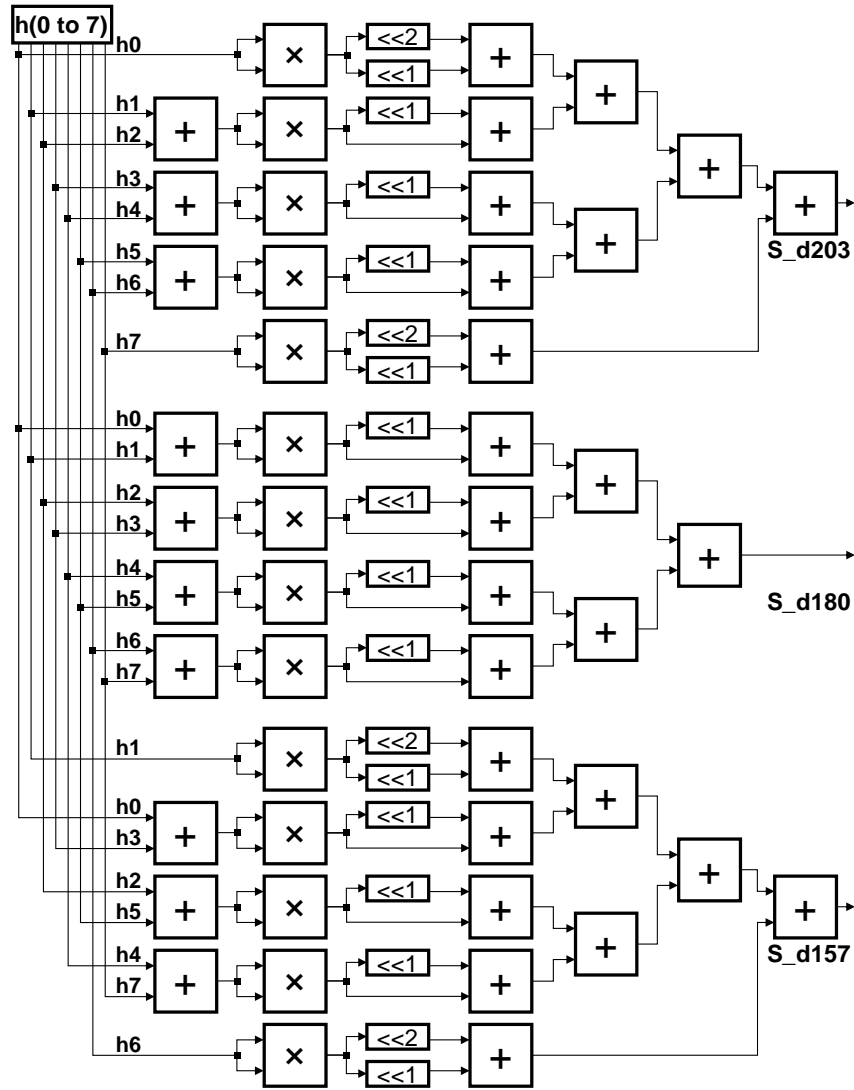 h(0 to 7)
h0
×
<<2
<<1
+
+
h1
h2
+
×
<<1
+
+
h3
h4
+
×
<<1
+
+
+
S_d203
h5
h6
+
×
<<1
+
h7
×
<<2
<<1
+
h0
h1
+
×
<<1
+
+
h2
h3
+
×
<<1
+
+
S_d180
h4
h5
+
×
<<1
+
+
h6
h7
+
×
<<1
+
h1
×
<<2
<<1
+
+
h0
h3
+
×
<<1
+
+
h2
h5
+
×
<<1
+
+
+
S_d157
h4
h7
+
×
<<1
+
h6
×
<<2
<<1
+